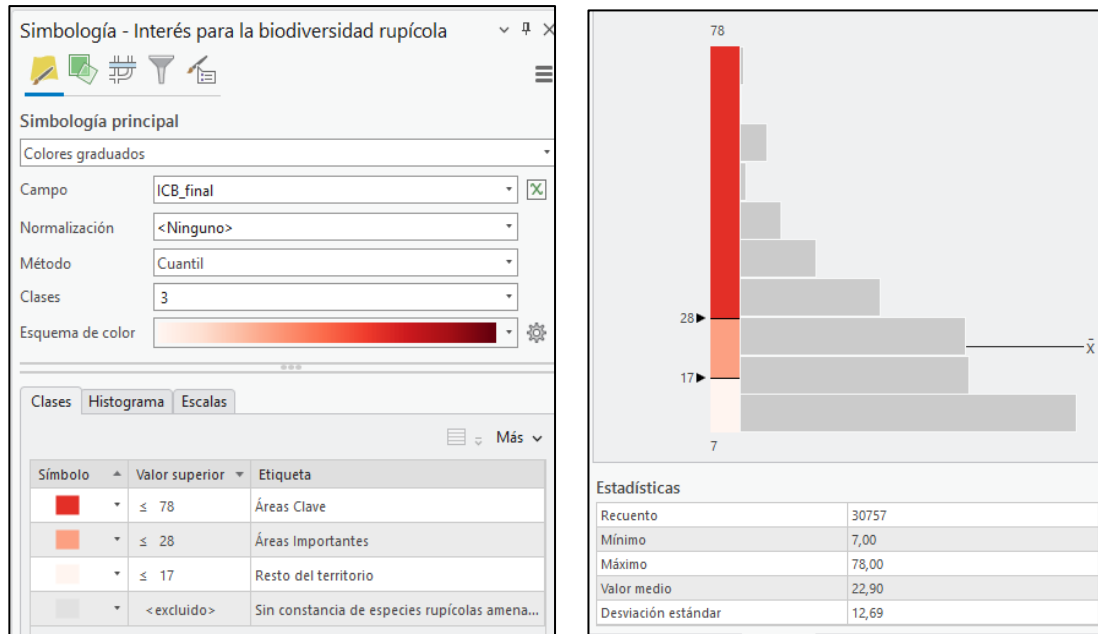 Simbología - Interés para la biodiversidad rupícola
Simbología principal
Colores graduados
Campo ICB_final
Normalización <Ninguno>
Método Cuantil
Clases 3
Esquema de color
Clases Histograma Escalas
Más
Símbolo Valor superior Etiqueta
≤ 78 Áreas Clave
≤ 28 Áreas Importantes
≤ 17 Resto del territorio
<excluido> Sin constancia de especies rupícolas amena...
78
28
x̄
17
7
Estadísticas
Recuento 30757
Mínimo 7,00
Máximo 78,00
Valor medio 22,90
Desviación estándar 12,69